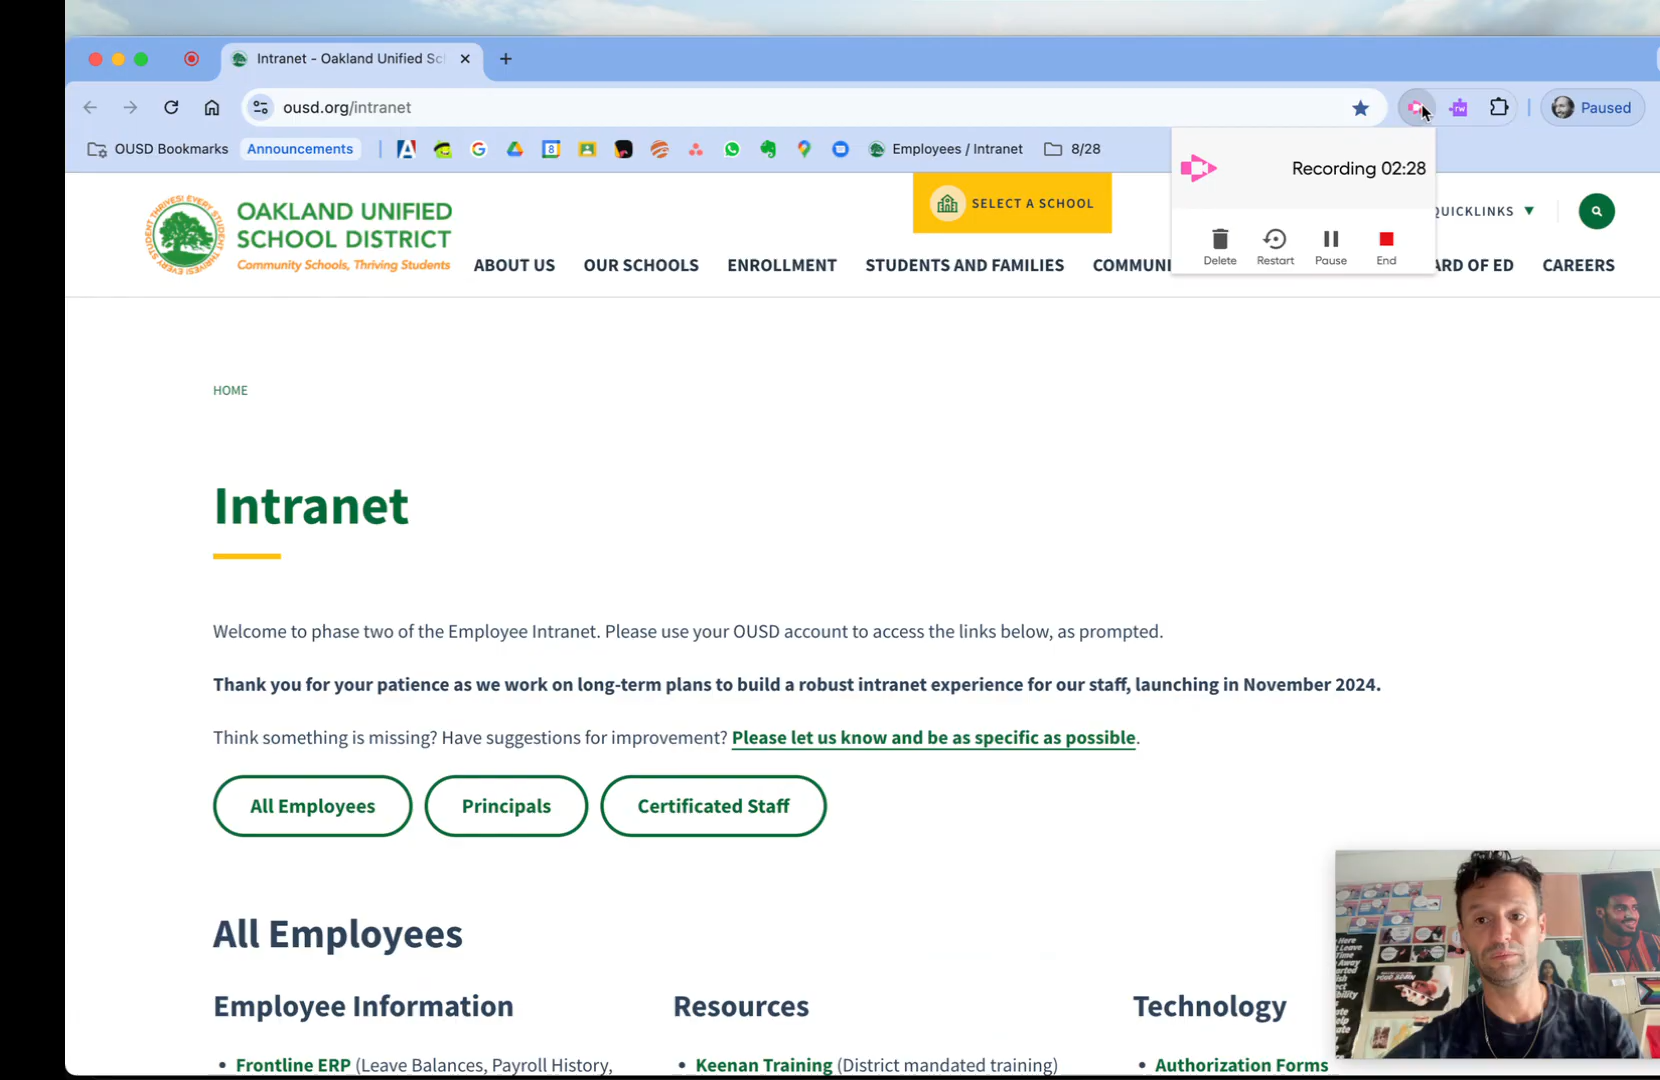 Intranet - Oakland Unified Sc
ousd.org/intranet
rw
Paused
OUSD Bookmarks
Announcements
8
Employees / Intranet
8/28
Recording 02:28
Delete
Restart
Pause
End
EVERY STUDENT THRIVES!
OAKLAND UNIFIED
SCHOOL DISTRICT
Community Schools, Thriving Students
SELECT A SCHOOL
QUICKLINKS
ABOUT US
OUR SCHOOLS
ENROLLMENT
STUDENTS AND FAMILIES
COMMUNI
ARD OF ED
CAREERS
HOME
Intranet
Welcome to phase two of the Employee Intranet. Please use your OUSD account to access the links below, as prompted.
Thank you for your patience as we work on long-term plans to build a robust intranet experience for our staff, launching in November 2024.
Think something is missing? Have suggestions for improvement? Please let us know and be as specific as possible.
All Employees
Principals
Certificated Staff
All Employees
Employee Information
Resources
Technology
• Frontline ERP (Leave Balances, Payroll History,
• Keenan Training (District mandated training)
• Authorization Forms